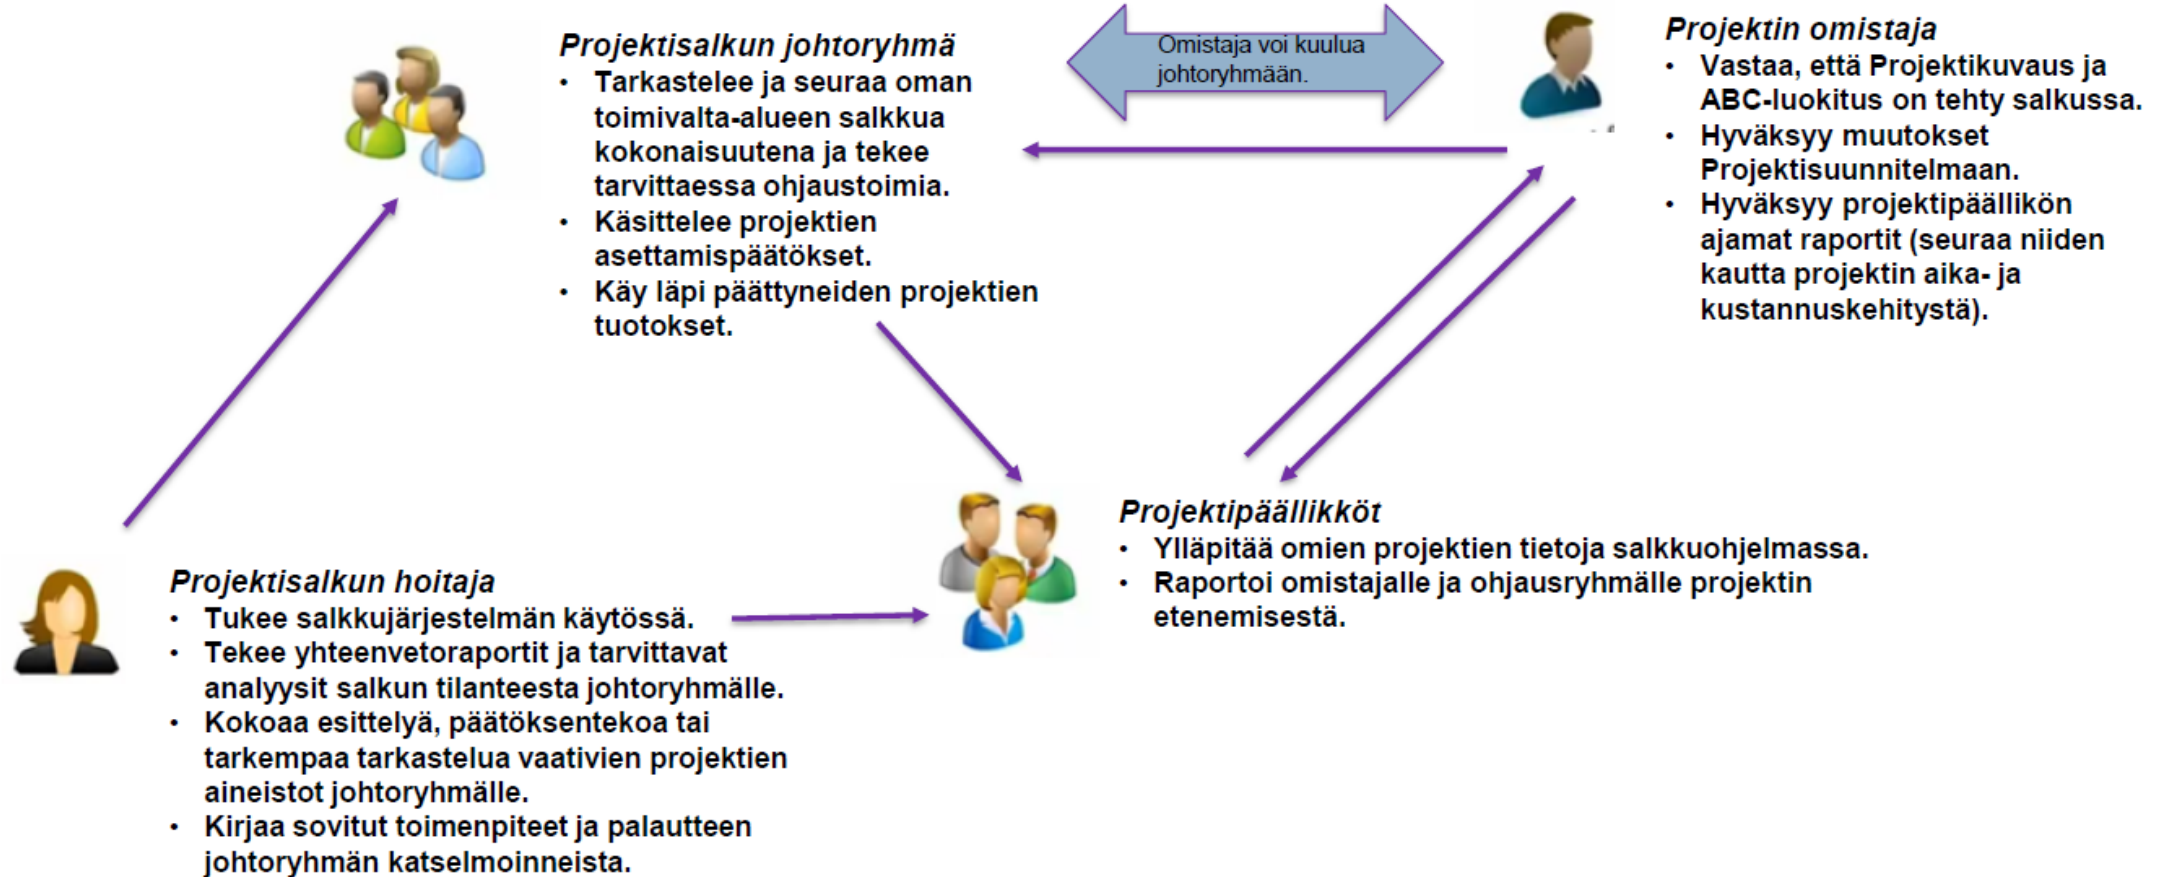 Projektisalkun johtoryhmä
• Tarkastelee ja seuraa oman
toimivalta-alueen salkkua
kokonaisuutena ja tekee
tarvittaessa ohjaustoimia.
• Käsittelee projektien
asettamispäätökset.
• Käy läpi päättyneiden projektien
tuotokset.
Omistaja voi kuulua
johtoryhmään.
Projektin omistaja
• Vastaa, että Projektikuvaus ja
ABC-luokitus on tehty salkussa.
• Hyväksyy muutokset
Projektisuunnitelmaan.
• Hyväksyy projektipäällikön
ajamat raportit (seuraa niiden
kautta projektin aika- ja
kustannuskehitystä).
Projektipäällikköt
• Ylläpitää omien projektien tietoja salkkuohjelmassa.
• Raportoi omistajalle ja ohjausryhmälle projektin
etenemisestä.
Projektisalkun hoitaja
• Tukee salkkujärjestelmän käytössä.
• Tekee yhteenvetoraportit ja tarvittavat
analyysit salkun tilanteesta johtoryhmälle.
• Kokoaa esittelyä, päätöksentekoa tai
tarkempaa tarkastelua vaativien projektien
aineistot johtoryhmälle.
• Kirjaa sovitut toimenpiteet ja palautteen
johtoryhmän katselmoinneista.